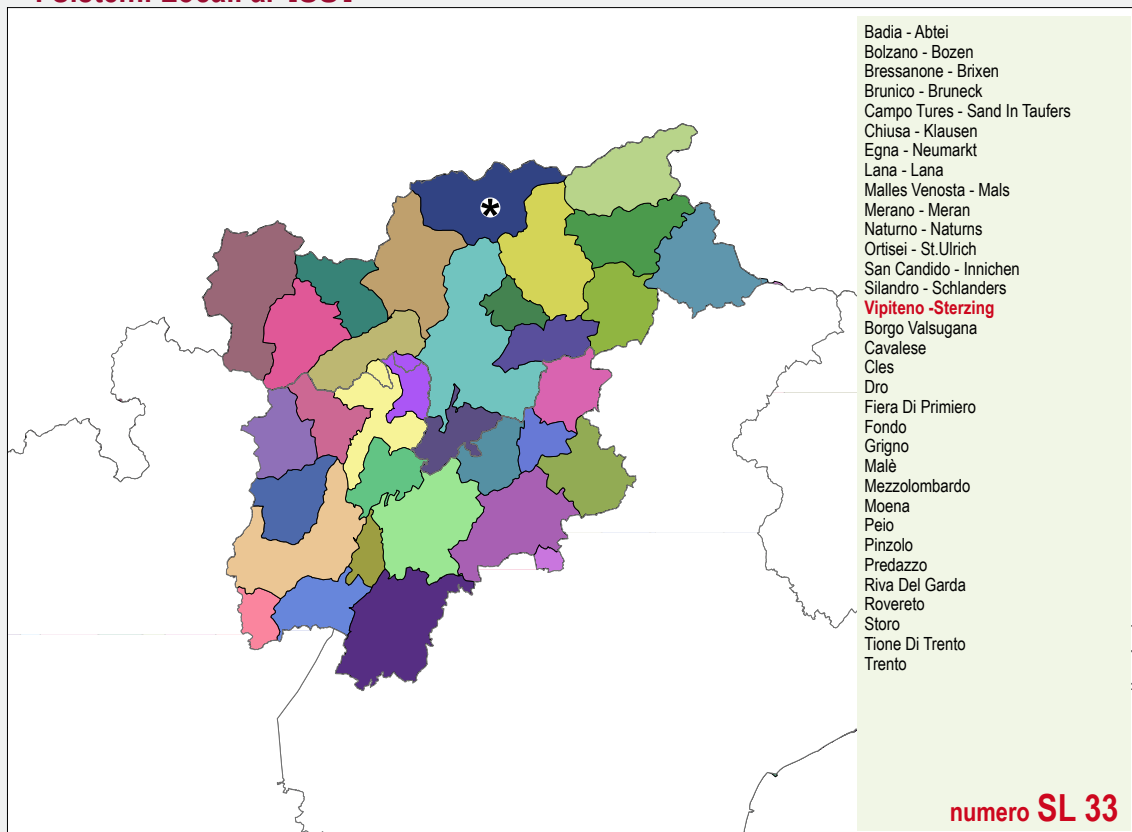 Badia - Abtei
Bolzano - Bozen
Bressanone - Brixen
Brunico - Bruneck
Campo Tures - Sand In Taufers
Chiusa - Klausen
Egna - Neumarkt
Lana - Lana
Malles Venosta - Mals
Merano - Meran
Naturno - Naturns
Ortisei - St.Ulrich
San Candido - Innichen
Silandro - Schlanders
Vipiteno -Sterzing
Borgo Valsugana
Cavalese
Cles
Dro
Fiera Di Primiero
Fondo
Grigno
Malè
Mezzolombardo
Moena
Peio
Pinzolo
Predazzo
Riva Del Garda
Rovereto
Storo
Tione Di Trento
Trento
numero SL 33